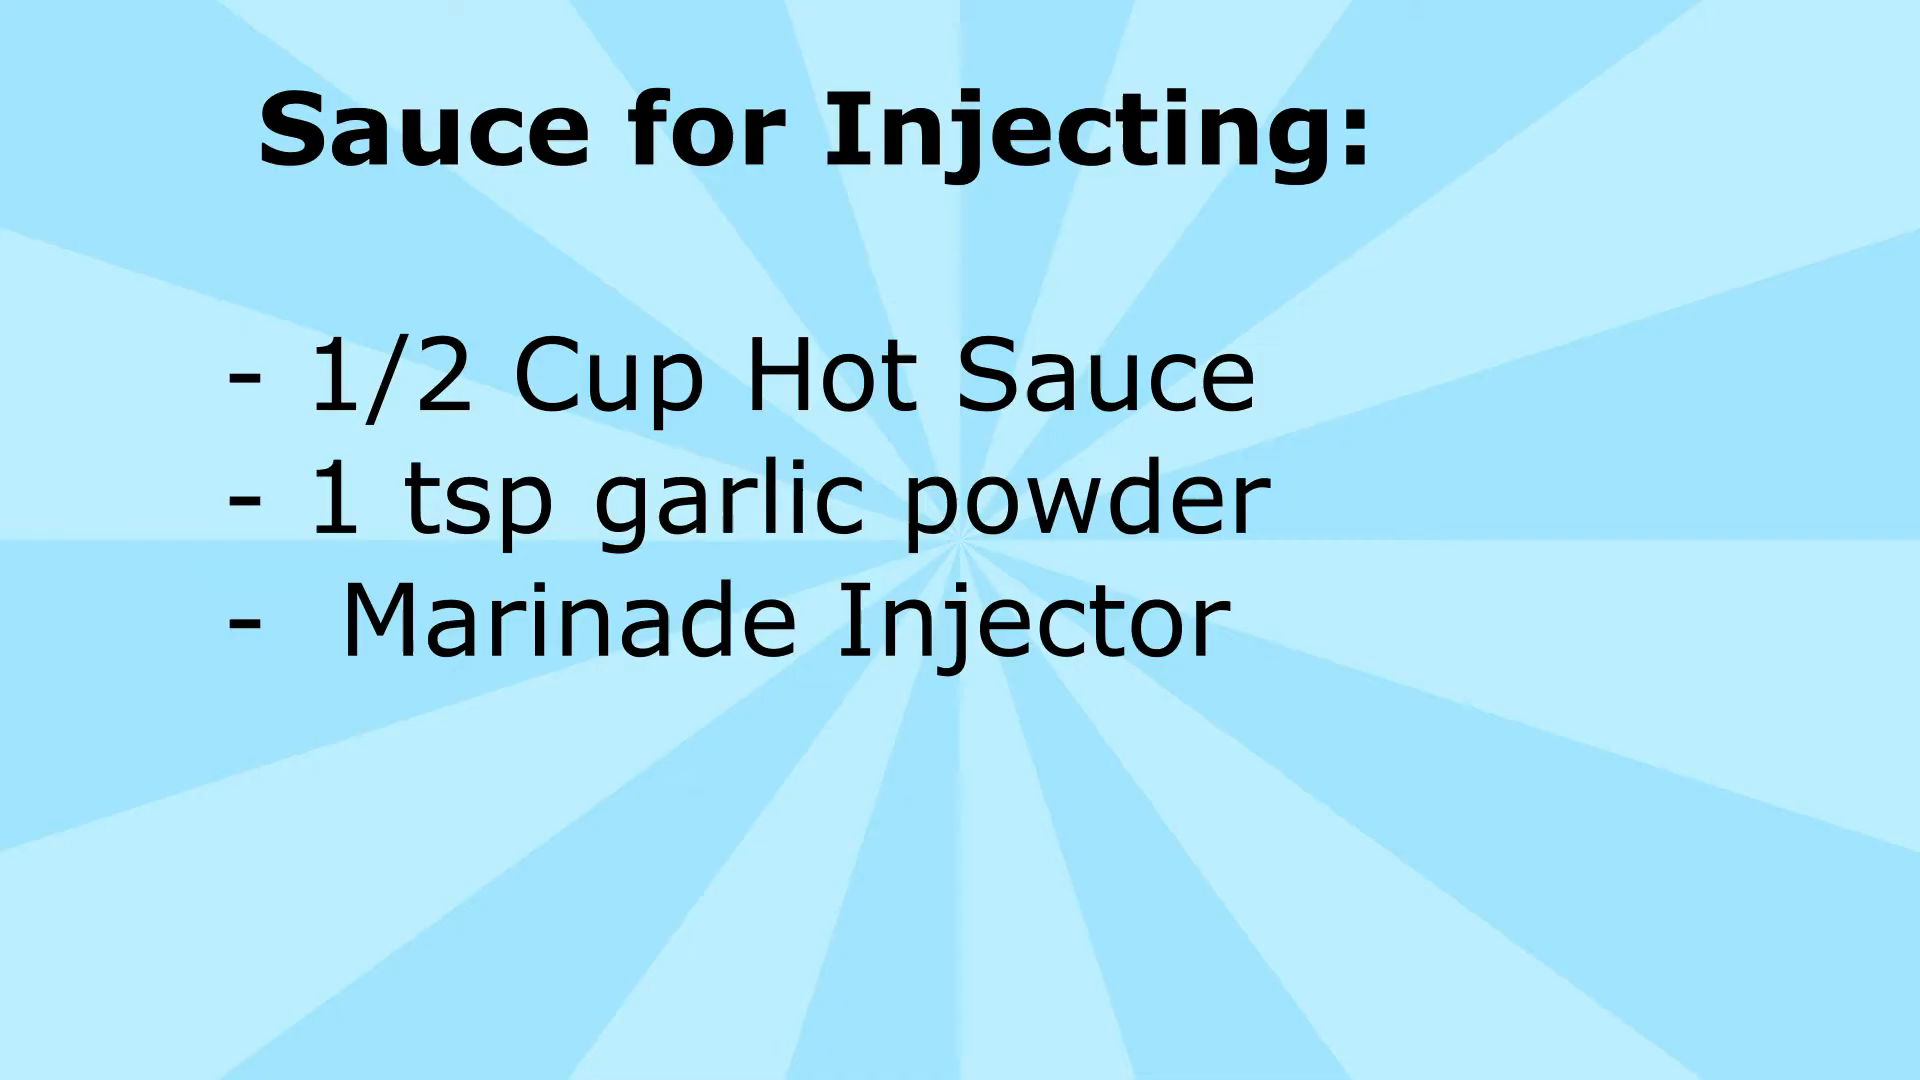 Sauce for Injecting:
- 1/2 Cup Hot Sauce
- 1 tsp garlic powder
- Marinade Injector